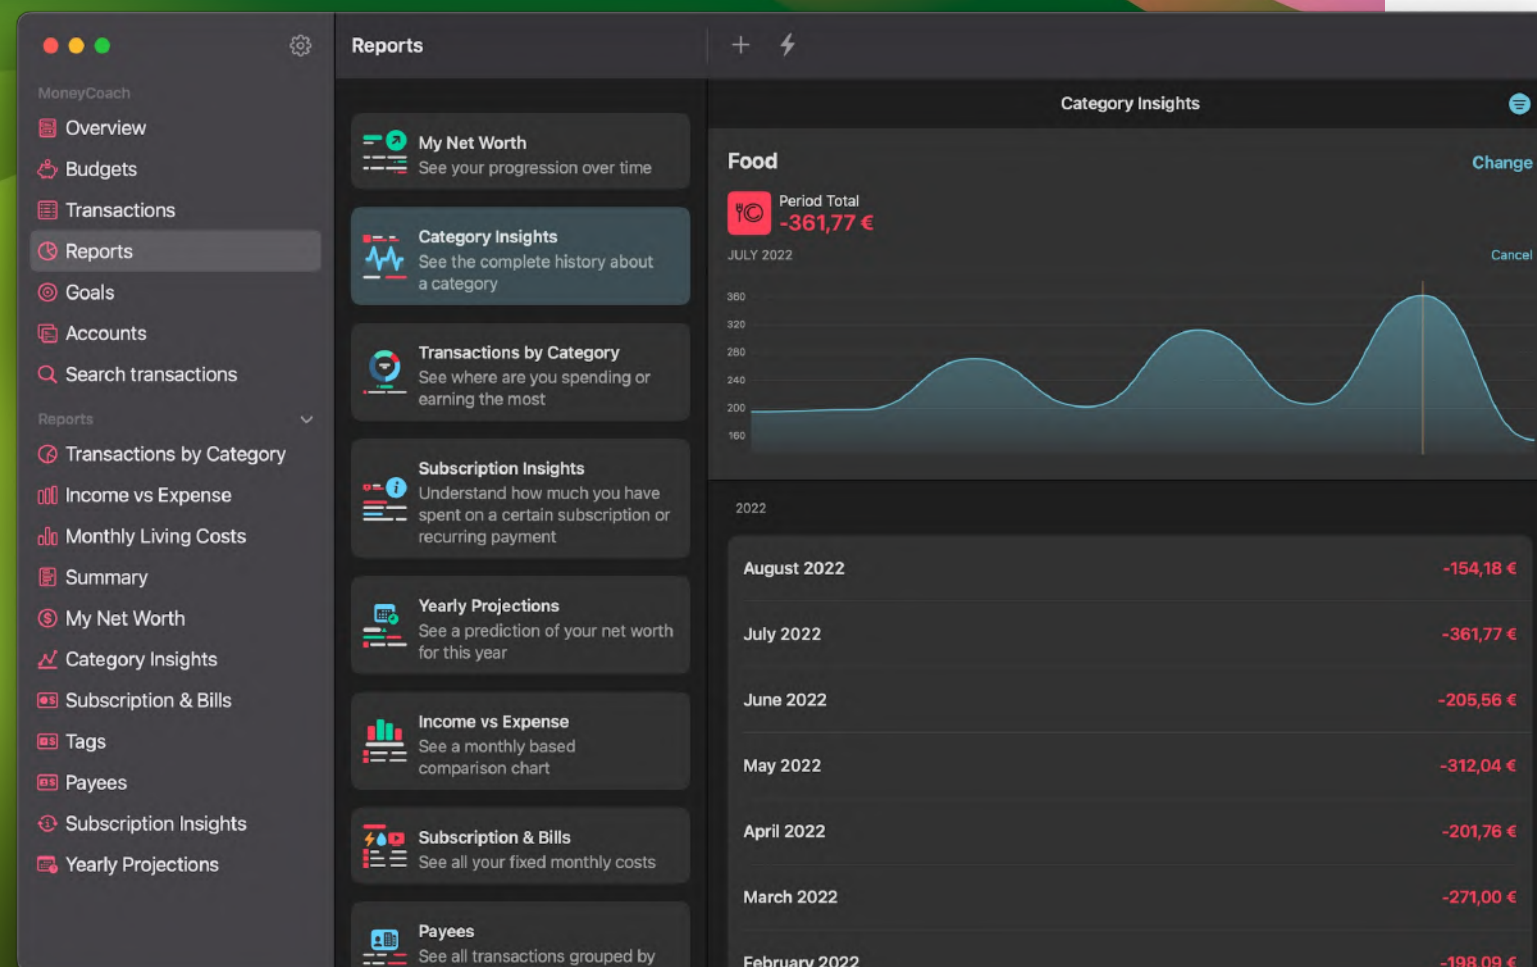 Reports
MoneyCoach
Overview
Budgets
Transactions
Reports
Goals
Accounts
Search transactions
Reports
Transactions by Category
Income vs Expense
Monthly Living Costs
Summary
My Net Worth
Category Insights
Subscription & Bills
Tags
Payees
Subscription Insights
Yearly Projections
My Net Worth
See your progression over time
Category Insights
See the complete history about
a category
Transactions by Category
See where are you spending or
earning the most
Subscription Insights
Understand how much you have
spent on a certain subscription or
recurring payment
Yearly Projections
See a prediction of your net worth
for this year
Income vs Expense
See a monthly based
comparison chart
Subscription & Bills
See all your fixed monthly costs
Payees
See all transactions grouped by
Category Insights
Food
Change
Period Total
-361,77 €
JULY 2022
Cancel
360
320
280
240
200
160
2022
August 2022 -154,18 €
July 2022 -361,77 €
June 2022 -205,56 €
May 2022 -312,04 €
April 2022 -201,76 €
March 2022 -271,00 €
February 2022 -198,09 €